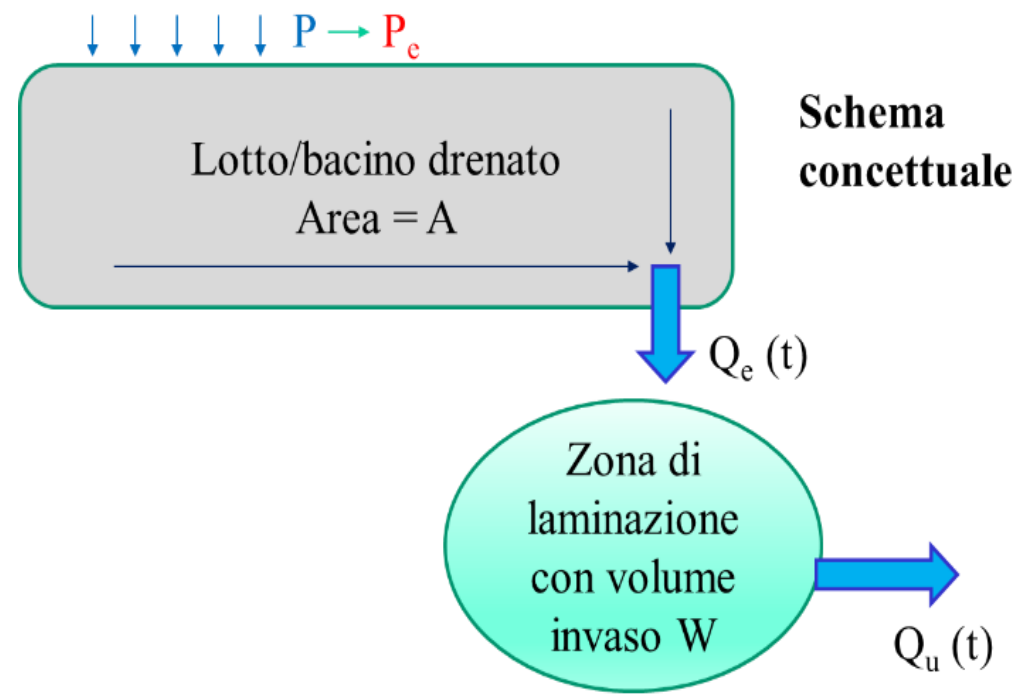 P → Pₑ
Schema
concettuale
Lotto/bacino drenato
Area = A
Qₑ (t)
Zona di
laminazione
con volume
invaso W
Qᵤ (t)